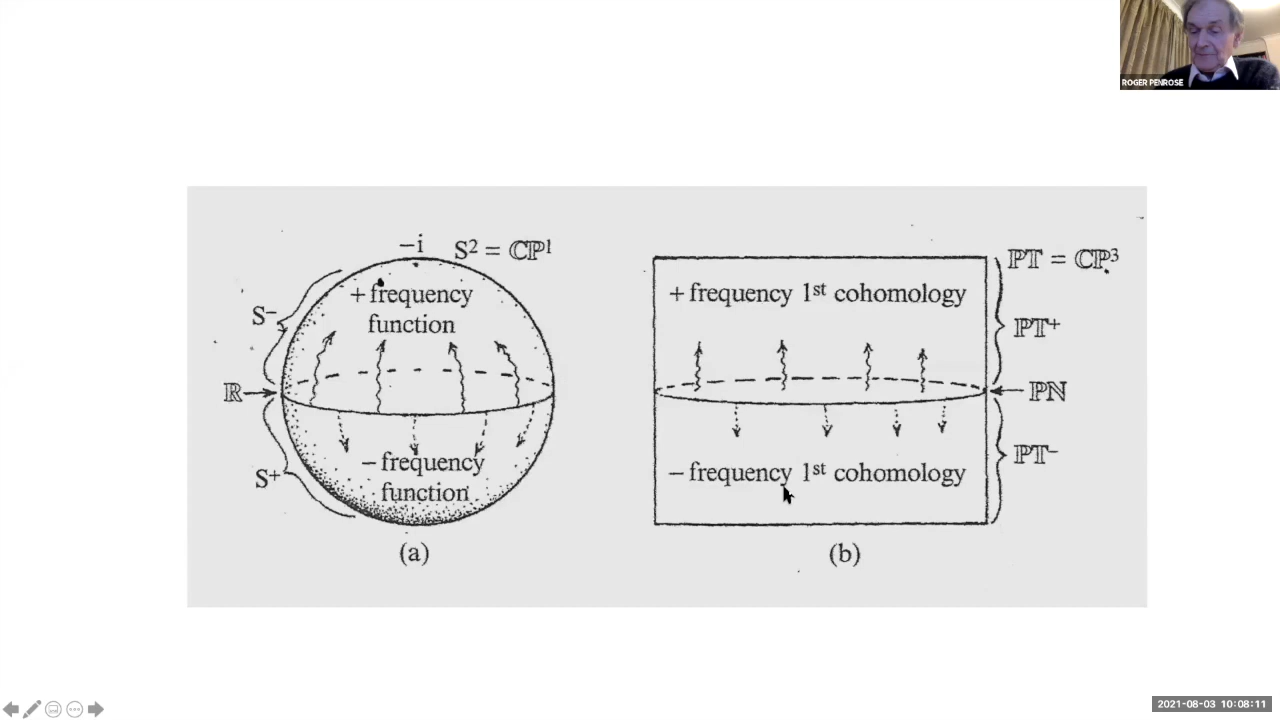 ROGER PENROSE
−i
S² = ℂℙ¹
+ frequency
function
S⁻
ℝ
− frequency
function
S⁺
(a)
ℙ𝕋 = ℂℙ³
+ frequency 1st cohomology
ℙ𝕋⁺
ℙℕ
ℙ𝕋⁻
− frequency 1st cohomology
(b)
2021-08-03 10:08:11